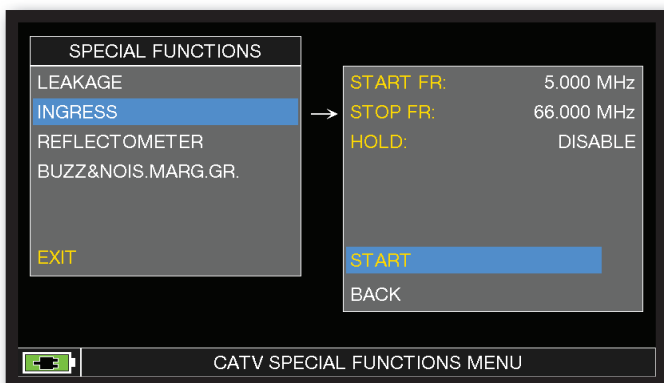 SPECIAL FUNCTIONS
LEAKAGE
INGRESS
REFLECTOMETER
BUZZ&NOIS.MARG.GR.
EXIT
START FR: 5.000 MHz
STOP FR: 66.000 MHz
HOLD: DISABLE
START
BACK
CATV SPECIAL FUNCTIONS MENU